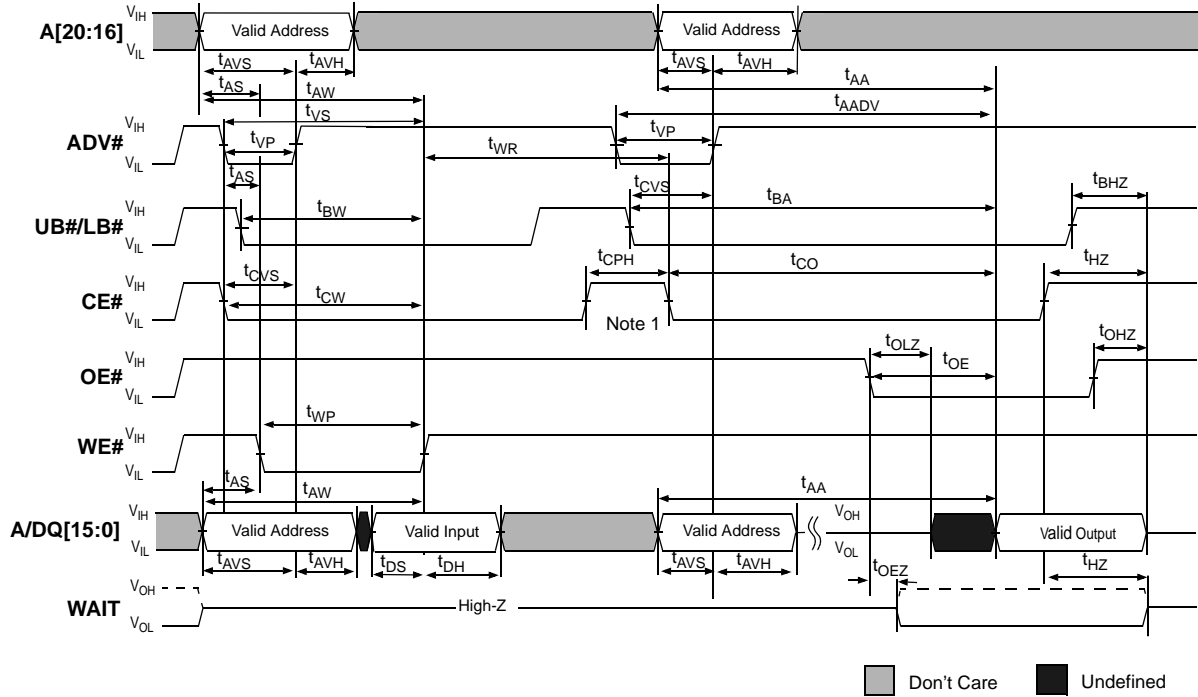 A[20:16]
VIH
VIL
Valid Address
Valid Address
tAVS
tAVH
tAVS
tAVH
tAS
tAW
tAA
tVS
tAADV
ADV#
VIH
VIL
tVP
tVP
tWR
tAS
tCVS
tBHZ
UB#/LB#
VIH
VIL
tBW
tBA
tCVS
tCPH
tCO
tHZ
CE#
VIH
VIL
tCW
Note 1
OE#
VIH
VIL
tOLZ
tOE
tOHZ
WE#
VIH
VIL
tWP
tAS
tAW
tAA
A/DQ[15:0]
VIH
VIL
Valid Address
Valid Input
Valid Address
VOH
VOL
Valid Output
tAVS
tAVH
tDS
tDH
tAVS
tAVH
tOEZ
tHZ
WAIT
VOH
VOL
High-Z
Don't Care
Undefined